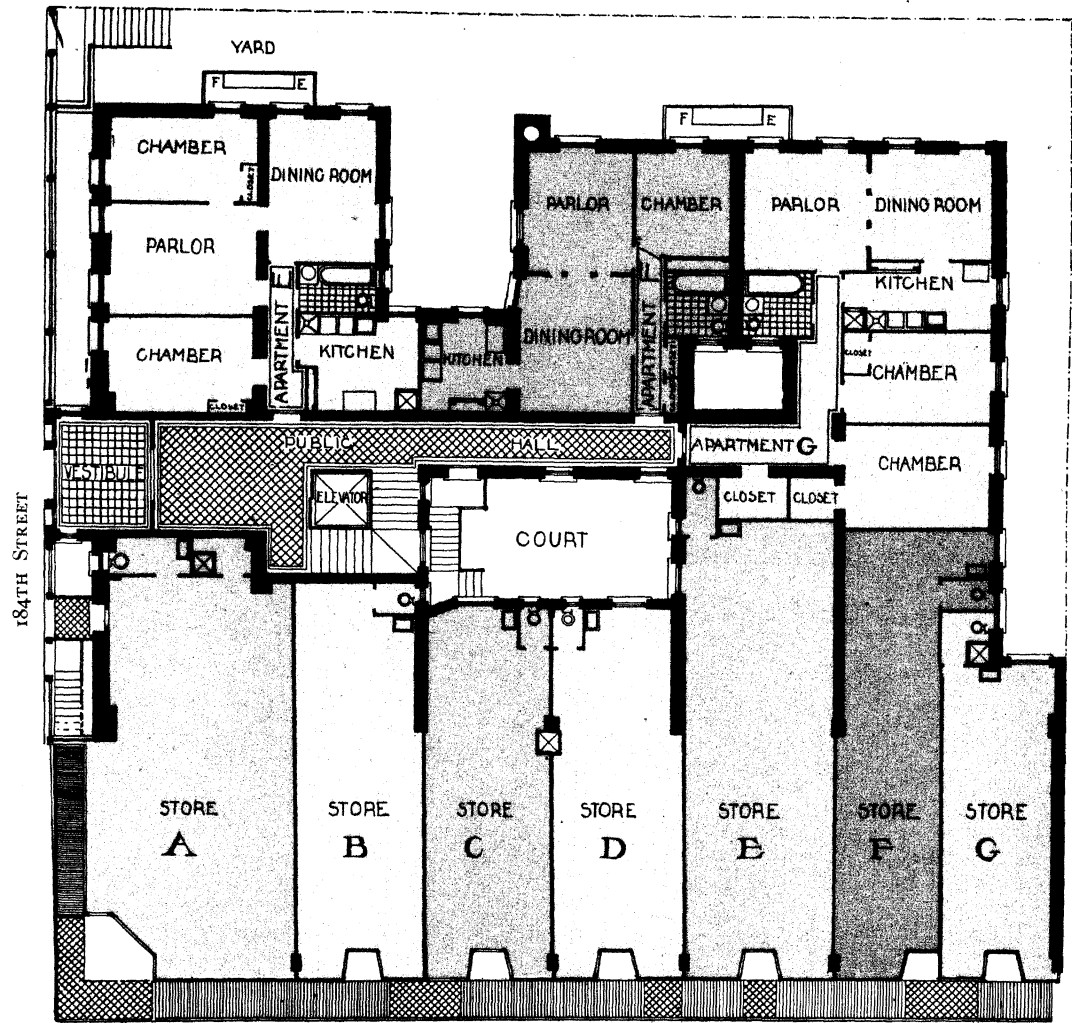 YARD
F E
F E
CHAMBER
CLOSET
DINING ROOM
PARLOR
CHAMBER
PARLOR
DINING ROOM
PARLOR
KITCHEN
CHAMBER
CLOSET
APARTMENT E
KITCHEN
KITCHEN
DINING ROOM
APARTMENT F
CLOSET
CHAMBER
PUBLIC HALL
APARTMENT G
CHAMBER
VESTIBULE
ELEVATOR
CLOSET
CLOSET
COURT
184TH STREET
STORE
A
STORE
B
STORE
C
STORE
D
STORE
E
STORE
F
STORE
G